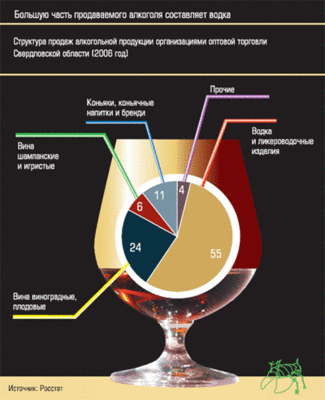 Большую часть продаваемого алкоголя составляет водка
Структура продаж алкогольной продукции организациями оптовой торговли
Свердловской области (2006 год)
Прочие
Коньяки, коньячные
напитки и бренди
Водка
и ликероводочные
изделия
Вина
шампанские
и игристые
4
11
6
24
55
Вина виноградные,
плодовые
Источник: Росстат